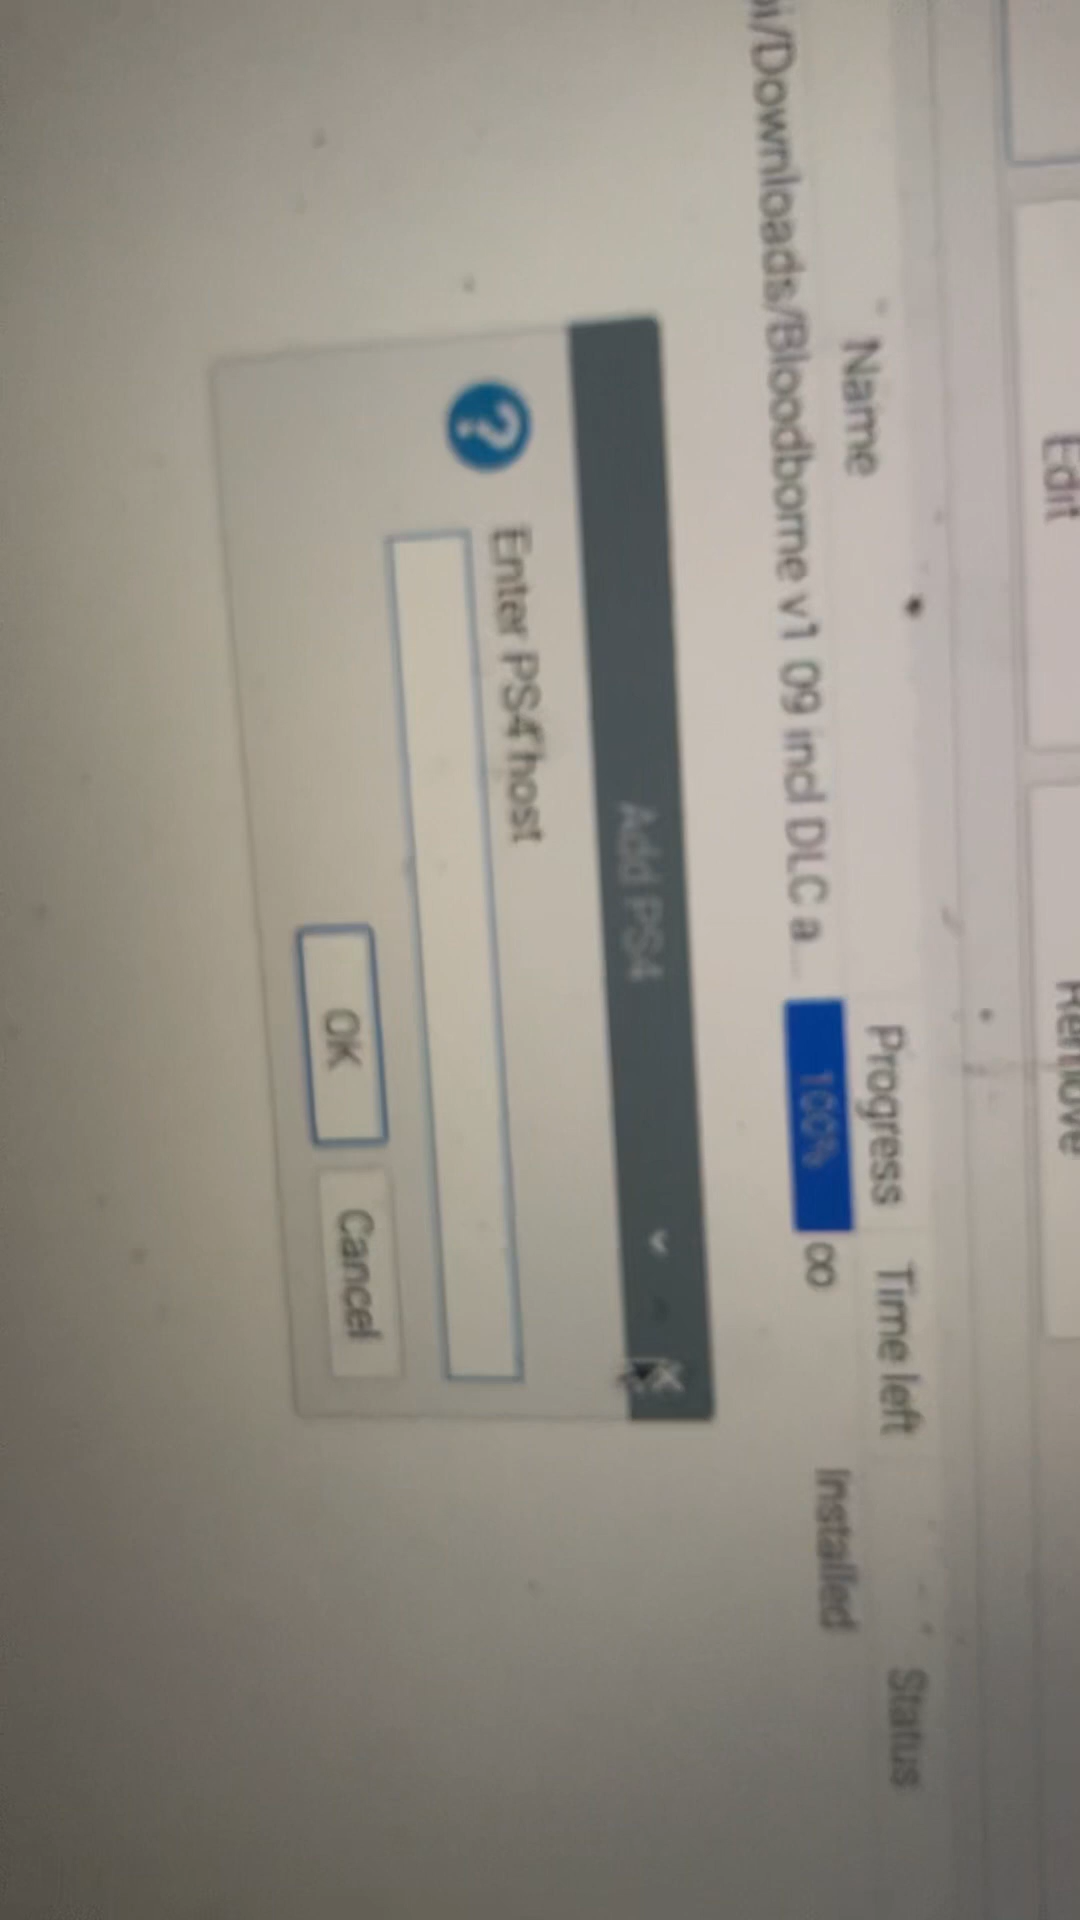 Edit
Remove
Name
Progress
Time left
Status
/Downloads/Bloodborne v1 09 incl DLC a...
100%
∞
Installed
Add PS4
Enter PS4 host
OK
Cancel